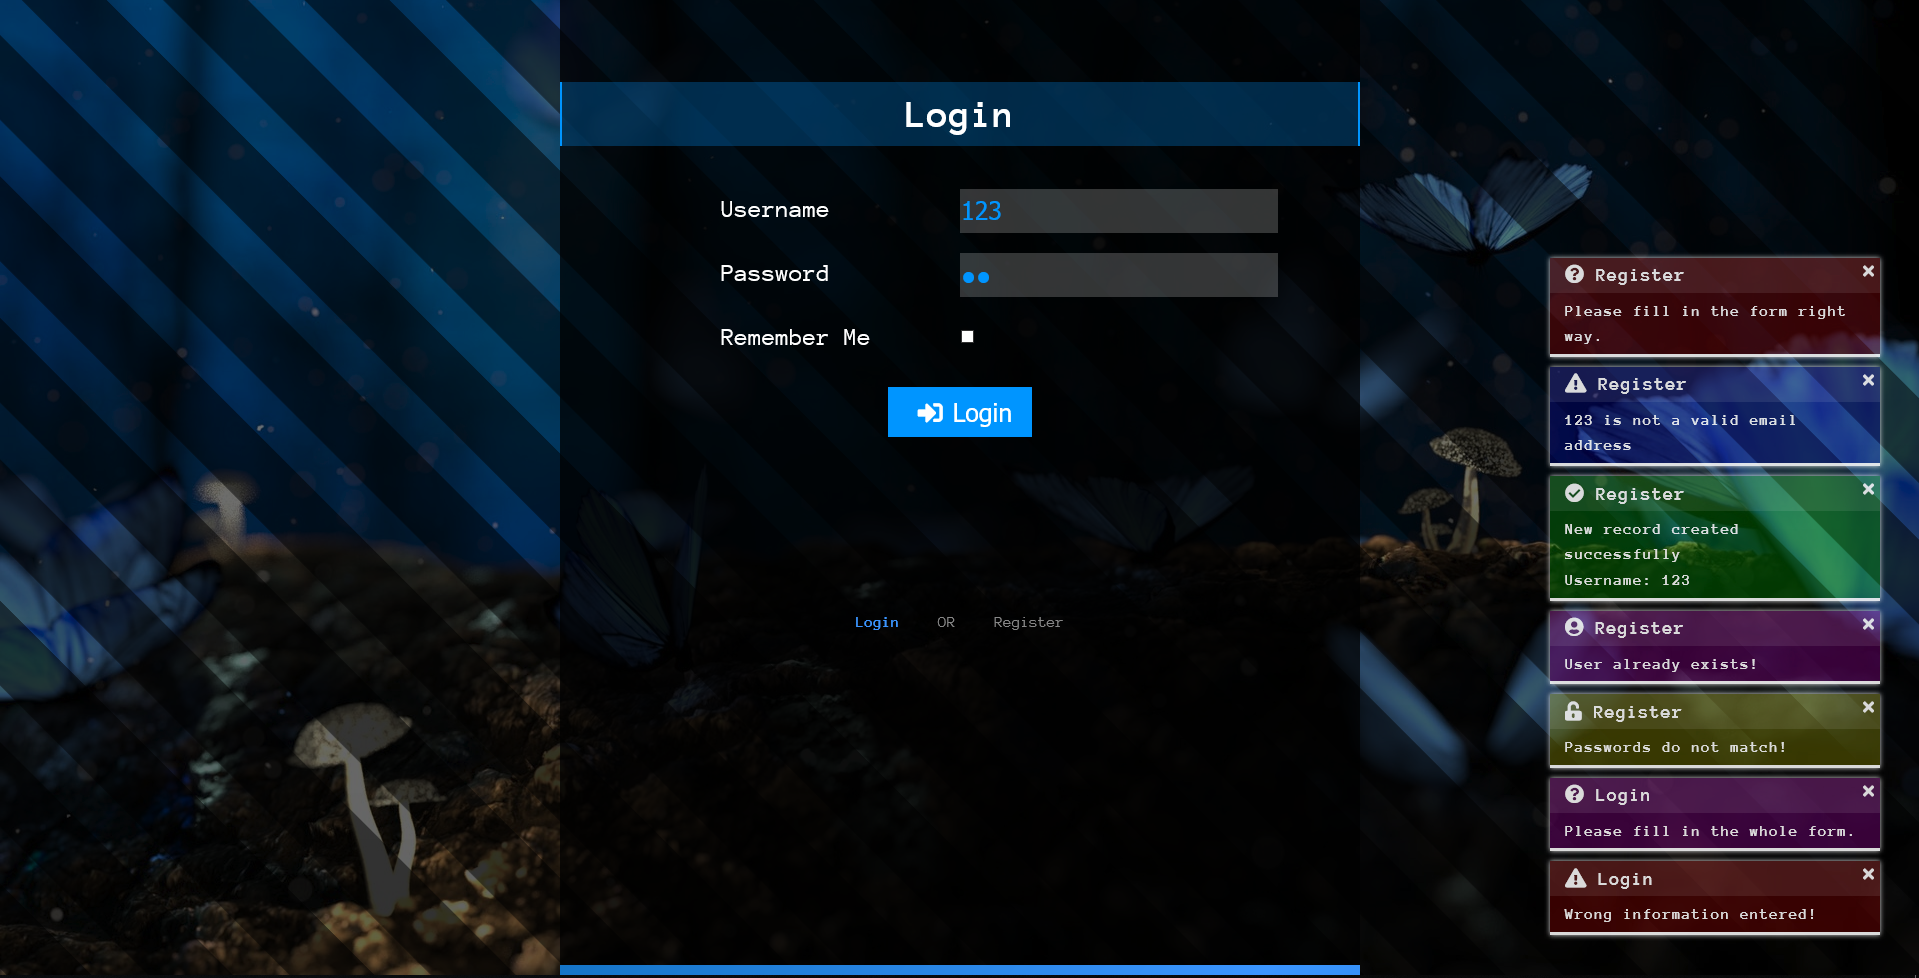 Login
Username
123
Password
Remember Me
Login
Login OR Register
Register
Please fill in the form right
way.
Register
123 is not a valid email
address
Register
New record created
successfully
Username: 123
Register
User already exists!
Register
Passwords do not match!
Login
Please fill in the whole form.
Login
Wrong information entered!